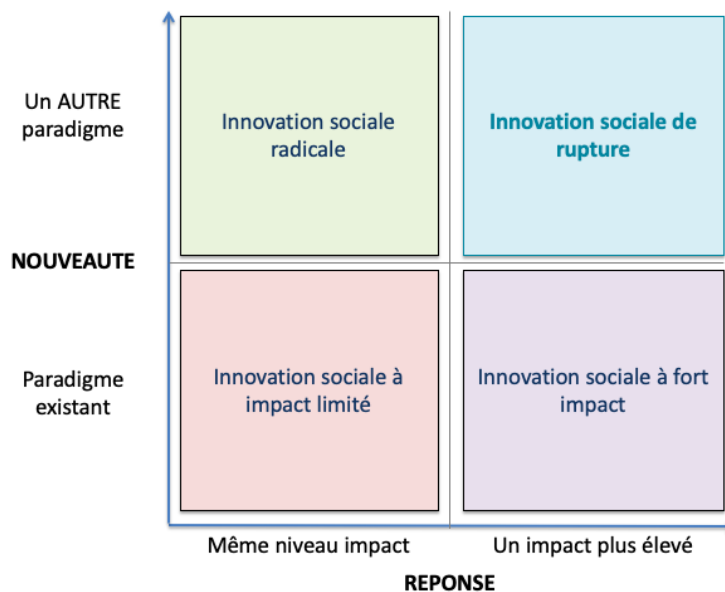 Un AUTRE
paradigme
Innovation sociale
radicale
Innovation sociale de
rupture
NOUVEAUTE
Paradigme
existant
Innovation sociale à
impact limité
Innovation sociale à fort
impact
Même niveau impact
Un impact plus élevé
REPONSE